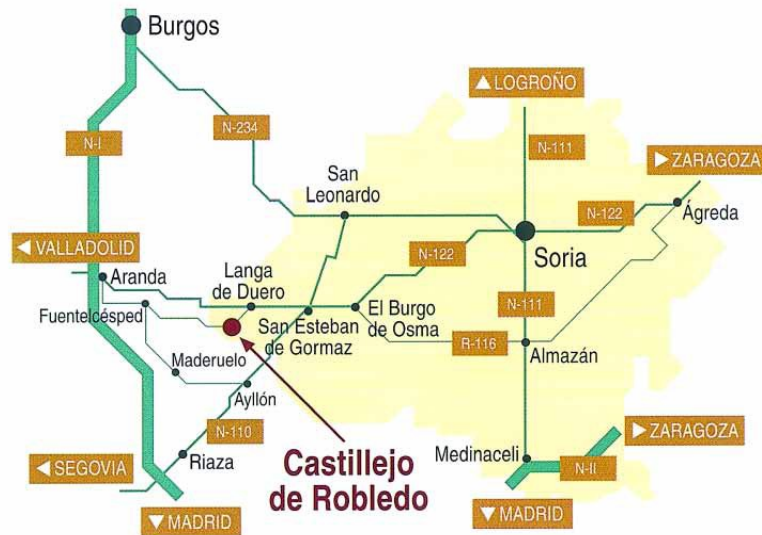 Burgos
▲ LOGROÑO
N-I
N-234
N-111
▶ ZARAGOZA
San
Leonardo
N-122
Ágreda
◀ VALLADOLID
Soria
Aranda
Langa
de Duero
N-122
Fuentelcésped
San Esteban
de Gormaz
El Burgo
de Osma
N-111
R-116
Almazán
Maderuelo
Ayllón
N-110
Riaza
◀ SEGOVIA
▼ MADRID
Castillejo
de Robledo
Medinaceli
▶ ZARAGOZA
N-II
▼ MADRID